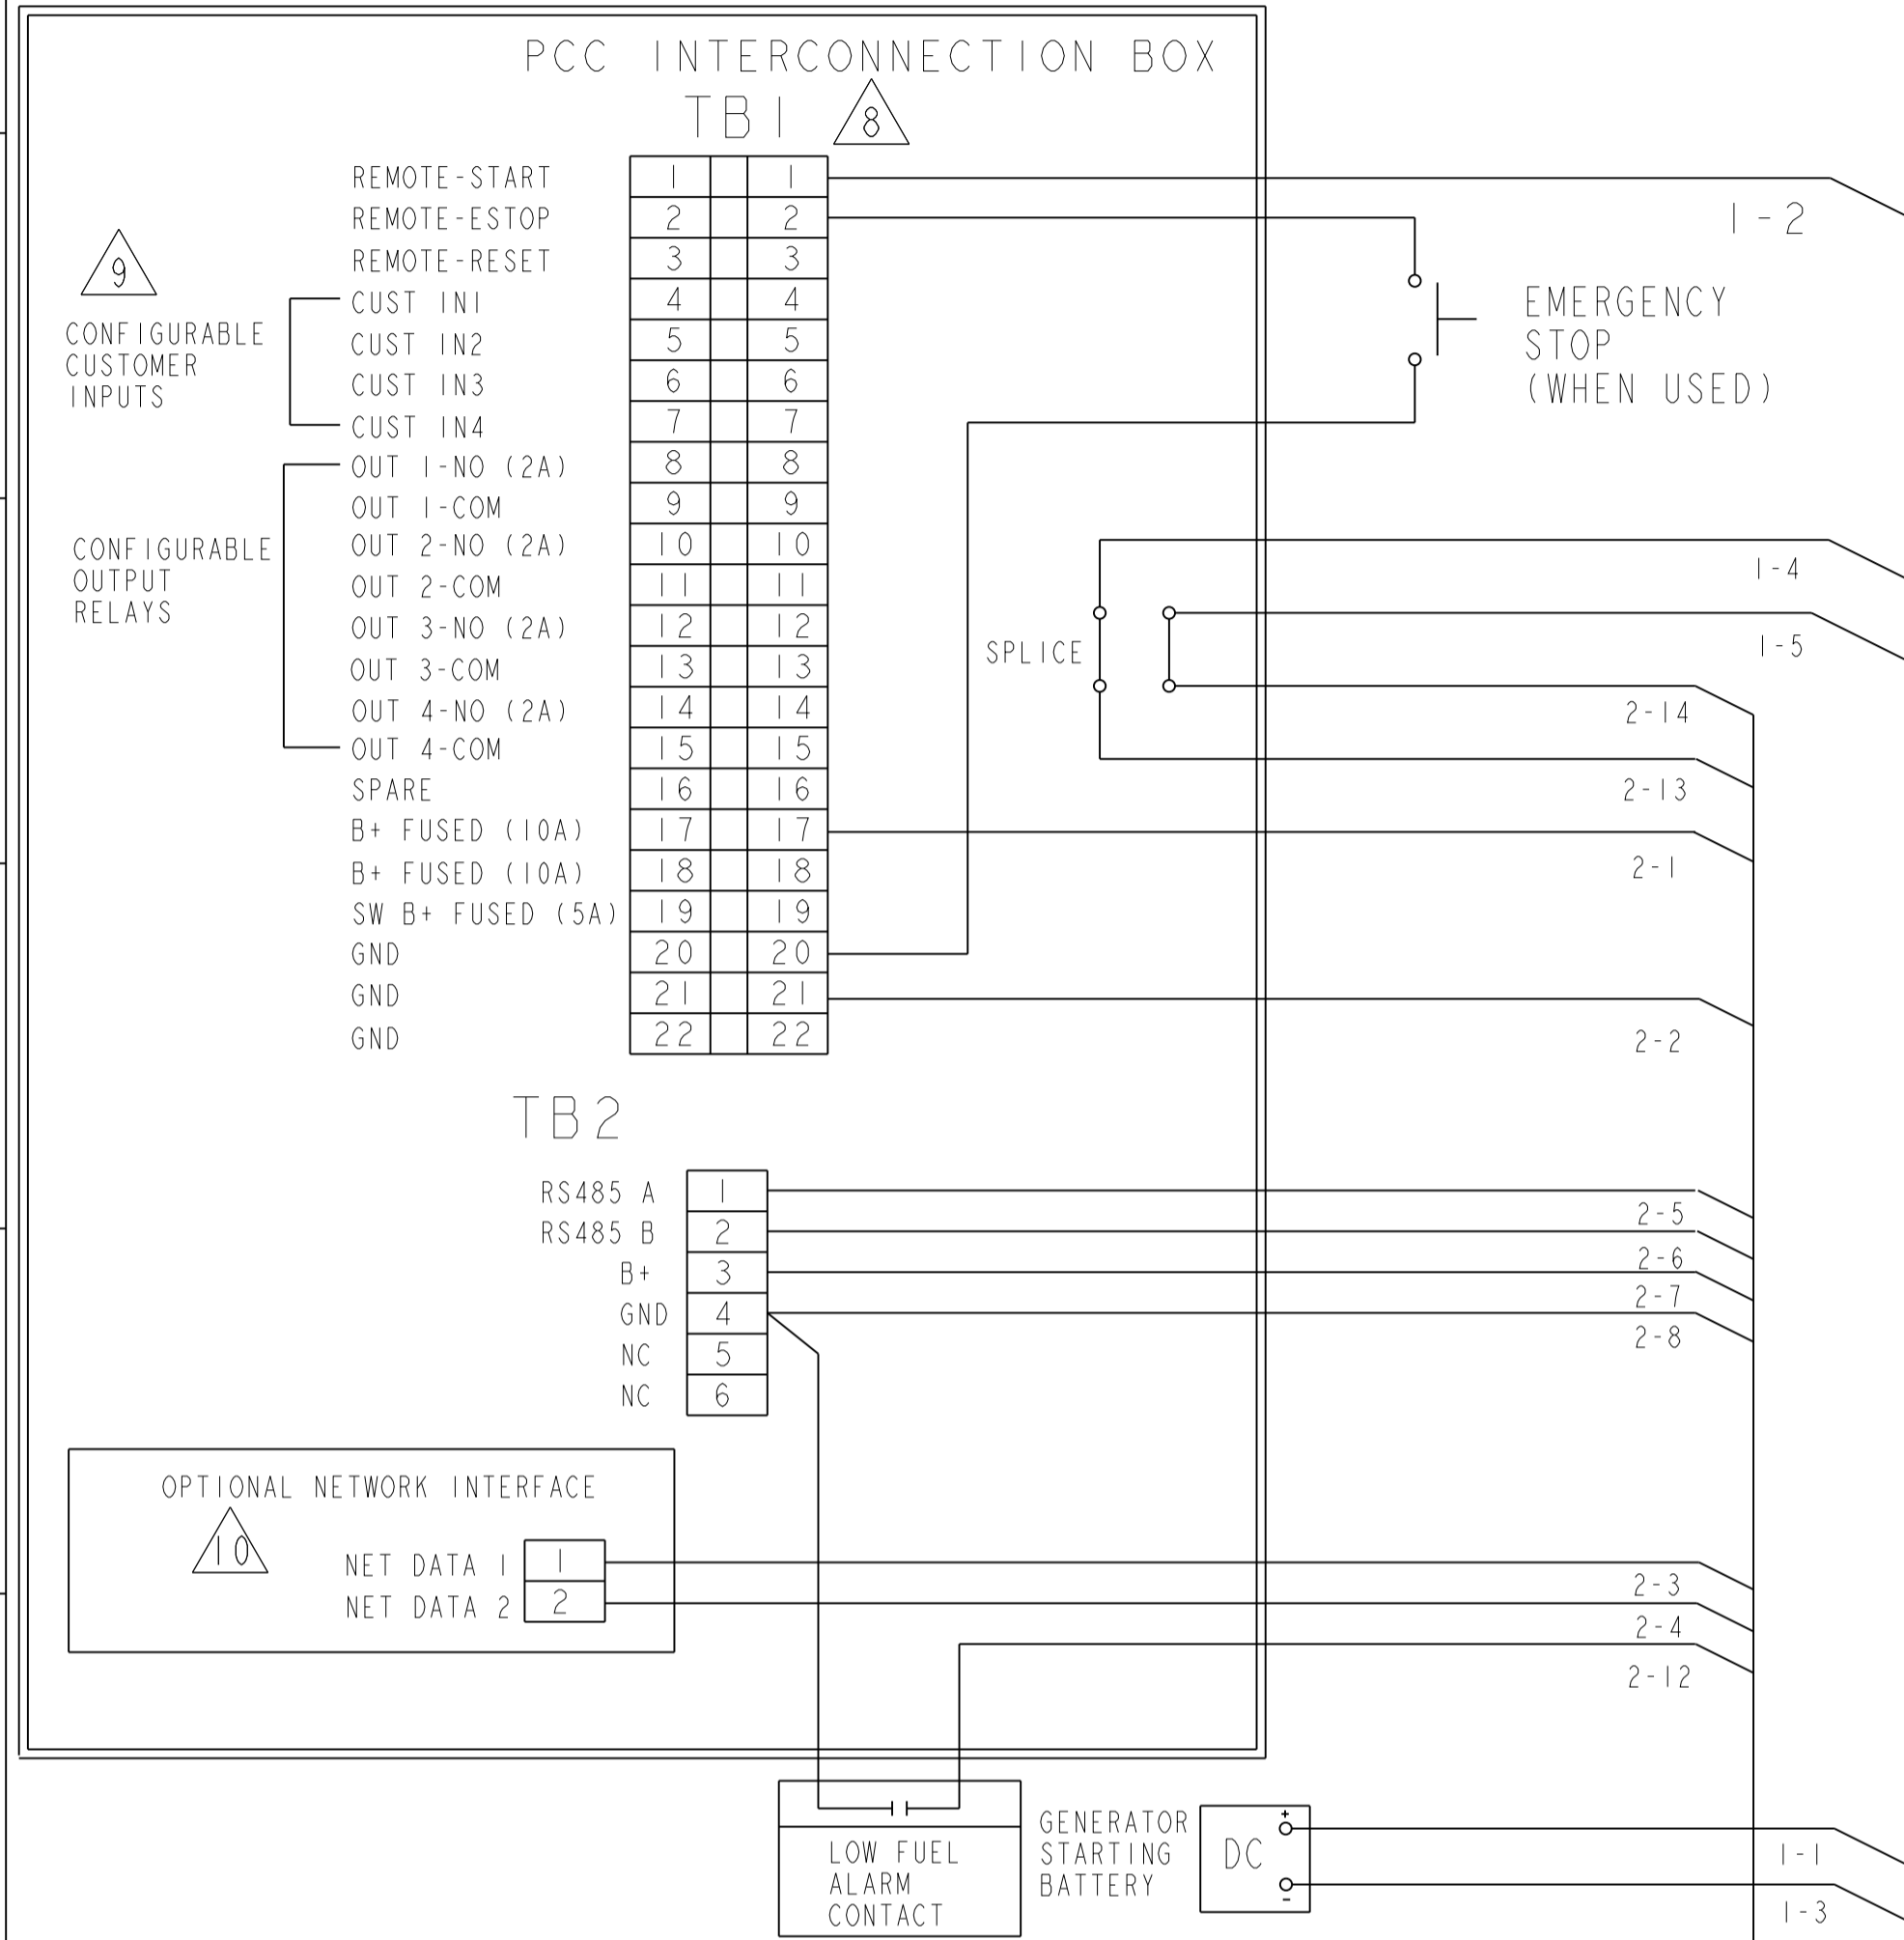 PCC INTERCONNECTION BOX
TB1
8
REMOTE-START 1 1
1-2
REMOTE-ESTOP 2 2
REMOTE-RESET 3 3
9
CONFIGURABLE
CUSTOMER
INPUTS
CUST IN1 4 4
CUST IN2 5 5
CUST IN3 6 6
CUST IN4 7 7
EMERGENCY
STOP
(WHEN USED)
CONFIGURABLE
OUTPUT
RELAYS
OUT 1-NO (2A) 8 8
OUT 1-COM 9 9
OUT 2-NO (2A) 10 10
OUT 2-COM 11 11
OUT 3-NO (2A) 12 12
OUT 3-COM 13 13
OUT 4-NO (2A) 14 14
OUT 4-COM 15 15
SPARE 16 16
B+ FUSED (10A) 17 17
B+ FUSED (10A) 18 18
SW B+ FUSED (5A) 19 19
GND 20 20
GND 21 21
GND 22 22
SPLICE
1-4
1-5
2-14
2-13
2-1
2-2
TB2
RS485 A 1
RS485 B 2
B+ 3
GND 4
NC 5
NC 6
2-5
2-6
2-7
2-8
OPTIONAL NETWORK INTERFACE
10
NET DATA 1 1
NET DATA 2 2
2-3
2-4
2-12
LOW FUEL
ALARM
CONTACT
GENERATOR
STARTING
BATTERY
DC
+
-
1-1
1-3